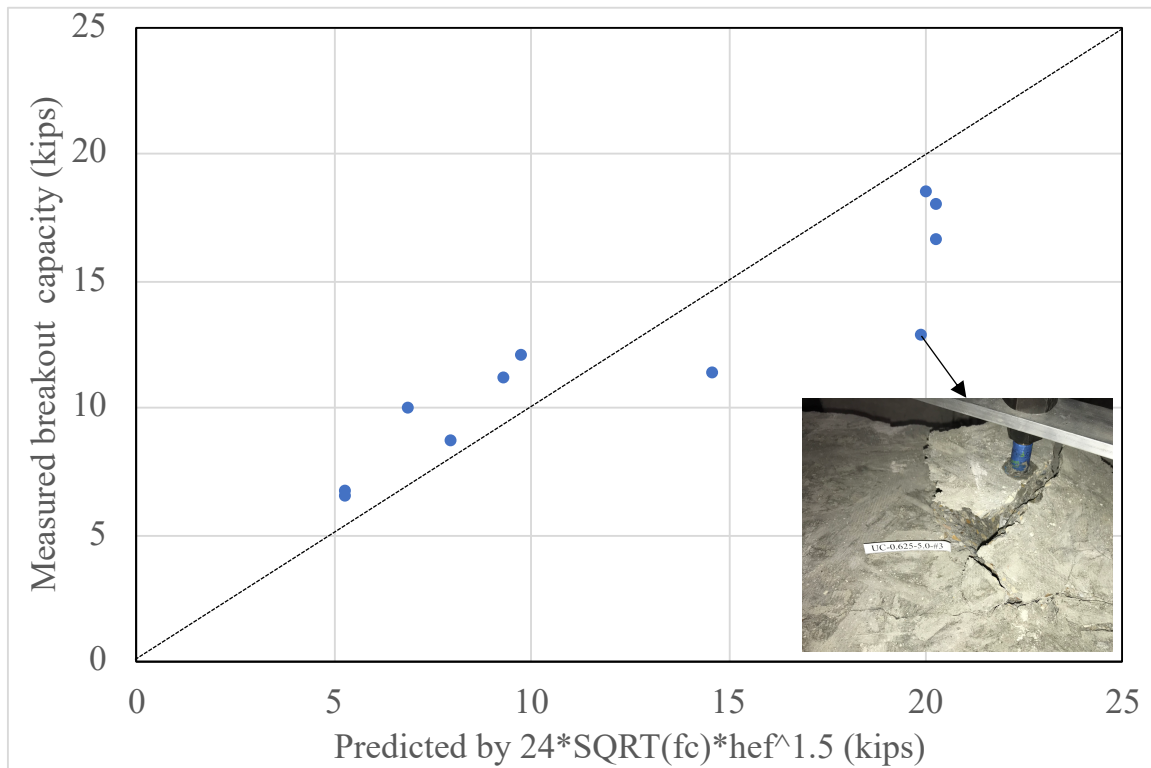 Measured breakout capacity (kips)
25
20
15
10
5
0
0 5 10 15 20 25
Predicted by 24*SQRT(fc)*hef^1.5 (kips)
UC-0.625-5.0-#3